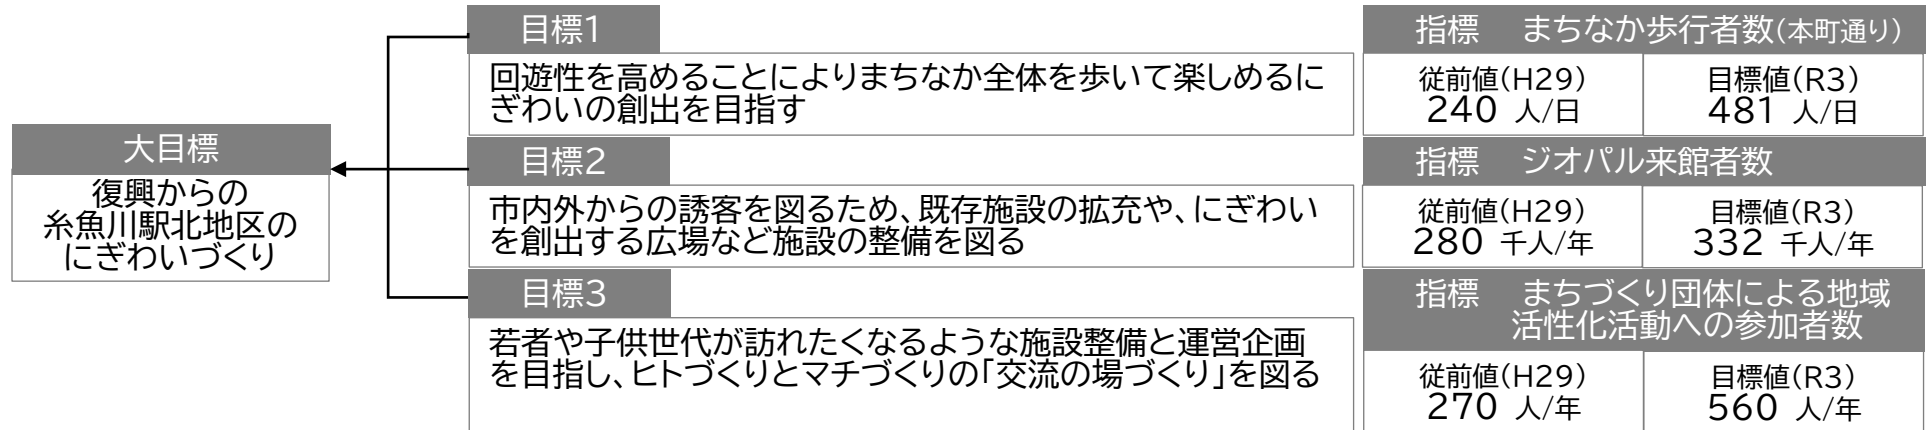 大目標
復興からの
糸魚川駅北地区の
にぎわいづくり
目標1
回遊性を高めることによりまちなか全体を歩いて楽しめるに
ぎわいの創出を目指す
指標 まちなか歩行者数(本町通り)
従前値(H29)
240 人/日
目標値(R3)
481 人/日
目標2
市内外からの誘客を図るため、既存施設の拡充や、にぎわい
を創出する広場など施設の整備を図る
指標 ジオパル来館者数
従前値(H29)
280 千人/年
目標値(R3)
332 千人/年
目標3
若者や子供世代が訪れたくなるような施設整備と運営企画
を目指し、ヒトづくりとマチづくりの「交流の場づくり」を図る
指標 まちづくり団体による地域
活性化活動への参加者数
従前値(H29)
270 人/年
目標値(R3)
560 人/年